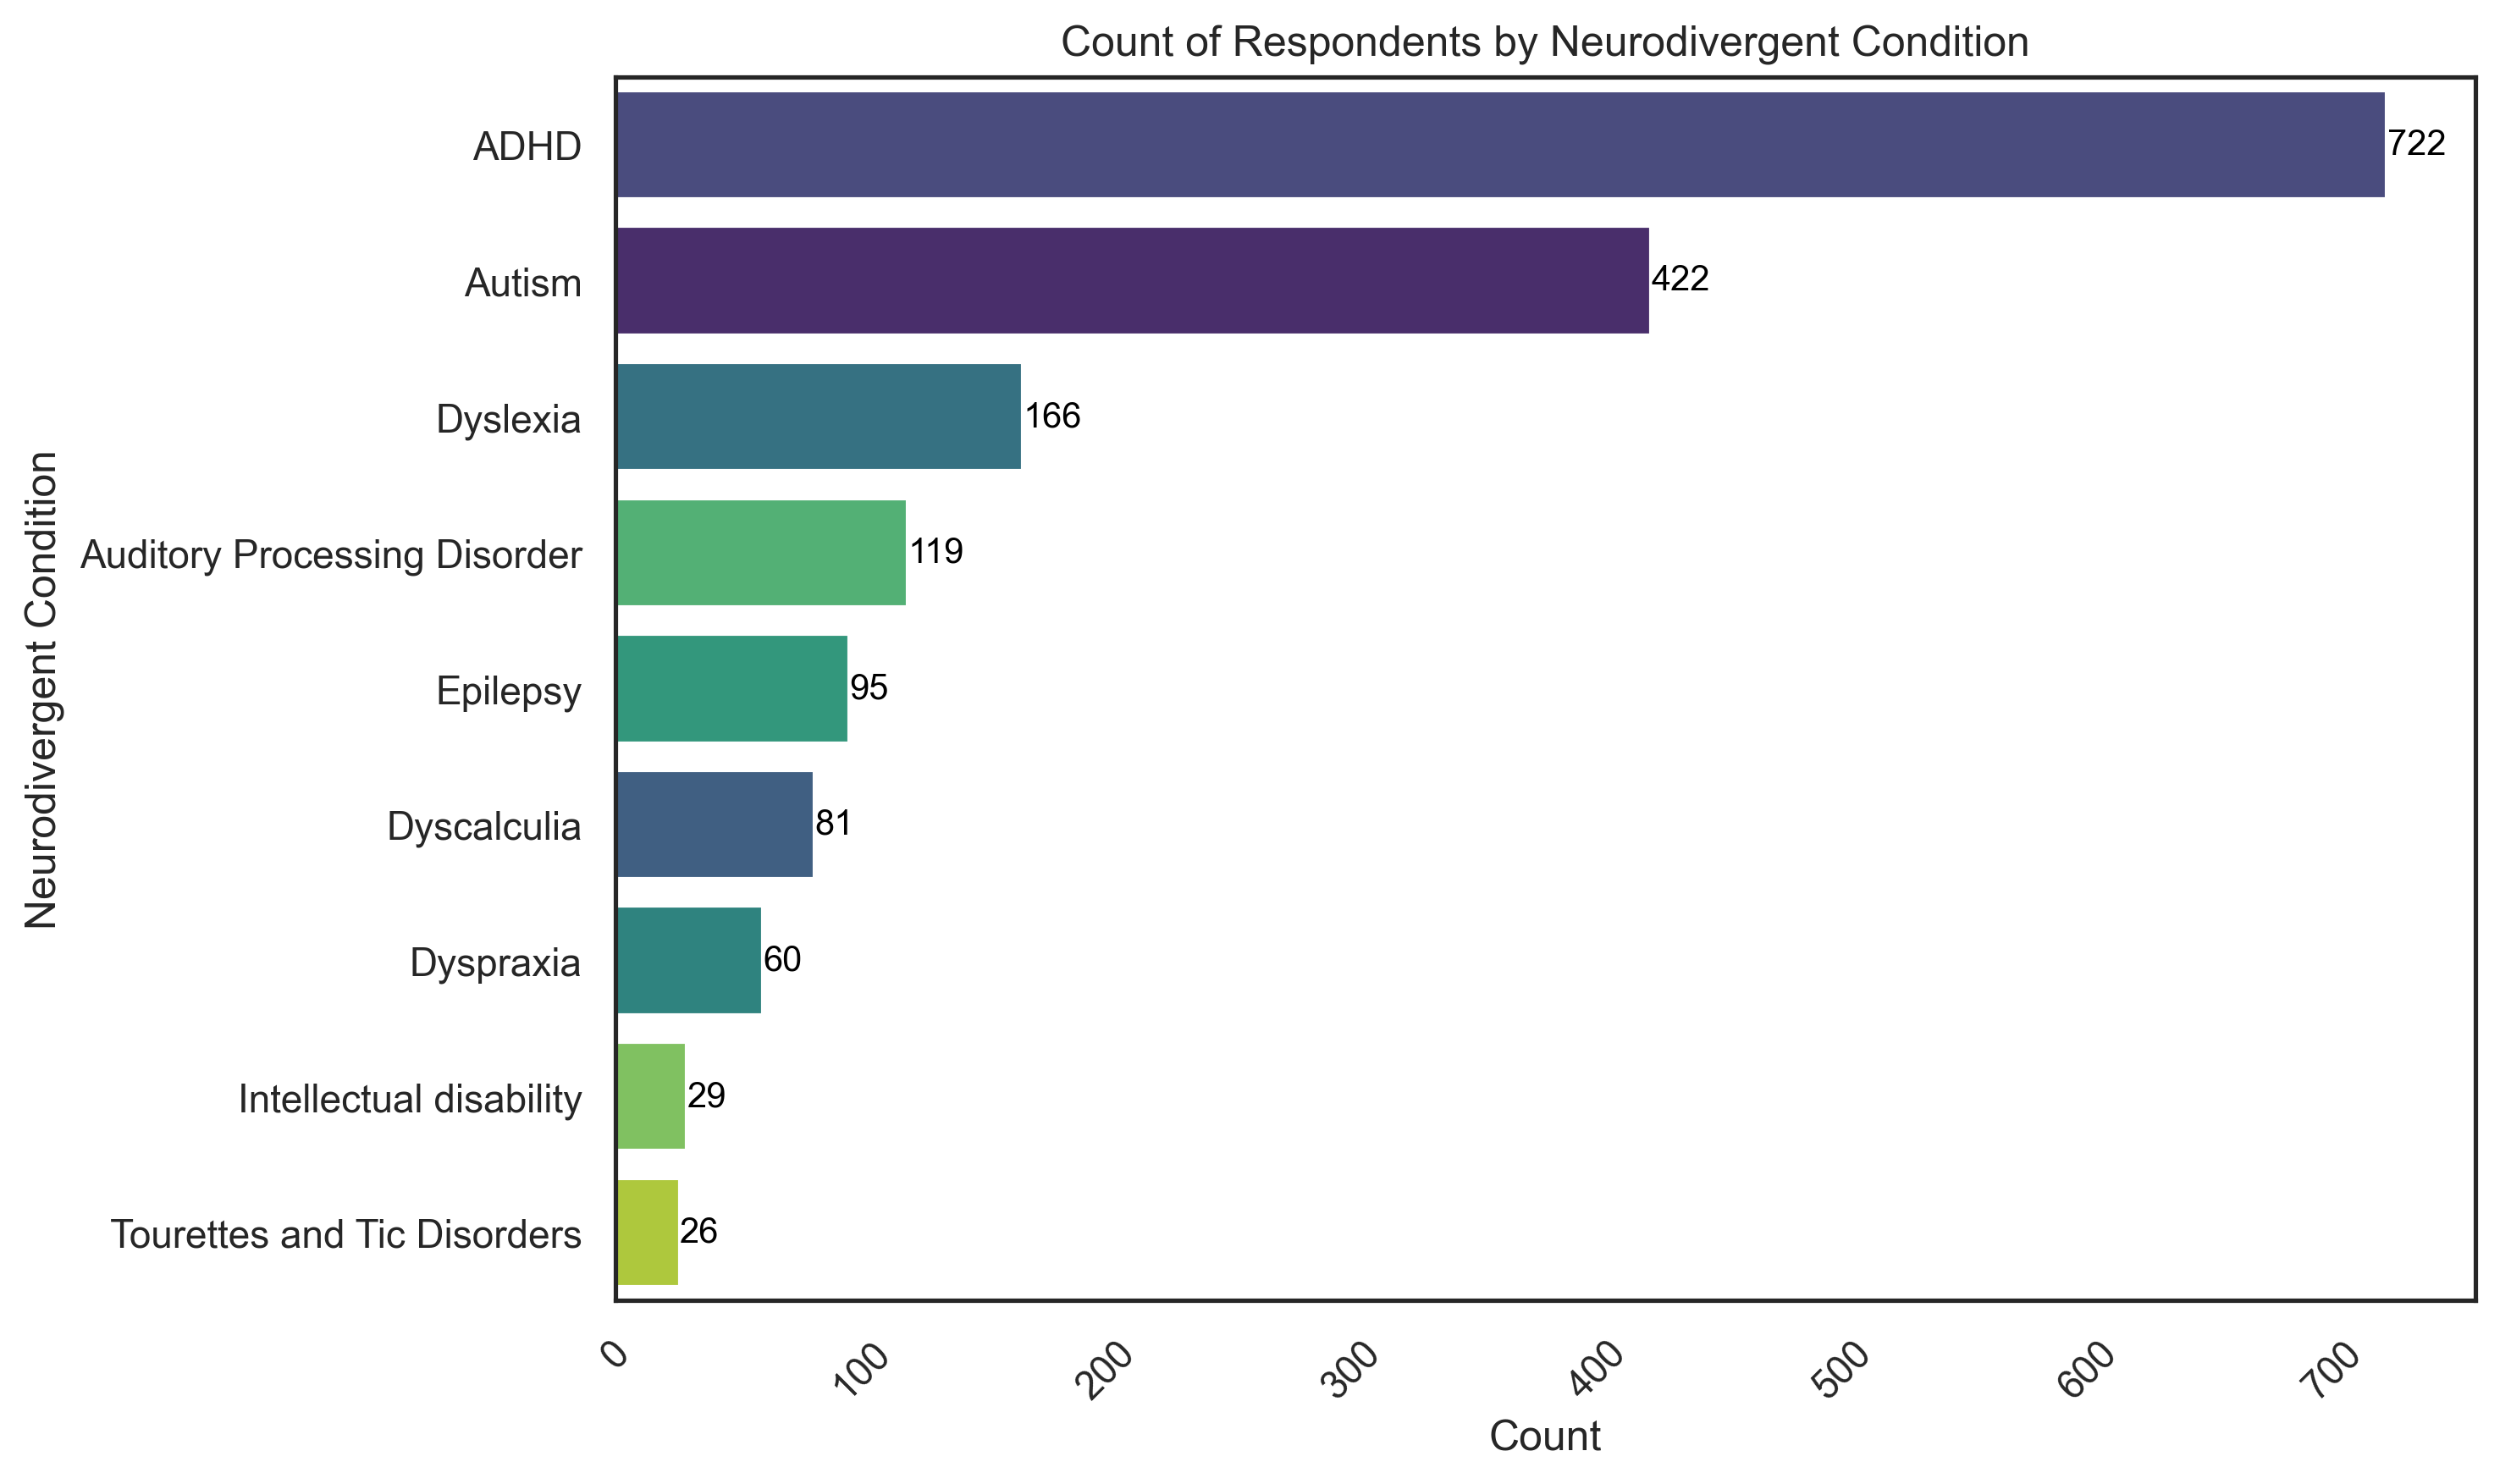 Count of Respondents by Neurodivergent Condition
Neurodivergent Condition
ADHD
722
Autism
422
Dyslexia
166
Auditory Processing Disorder
119
Epilepsy
95
Dyscalculia
81
Dyspraxia
60
Intellectual disability
29
Tourettes and Tic Disorders
26
0
100
200
300
400
500
600
700
Count